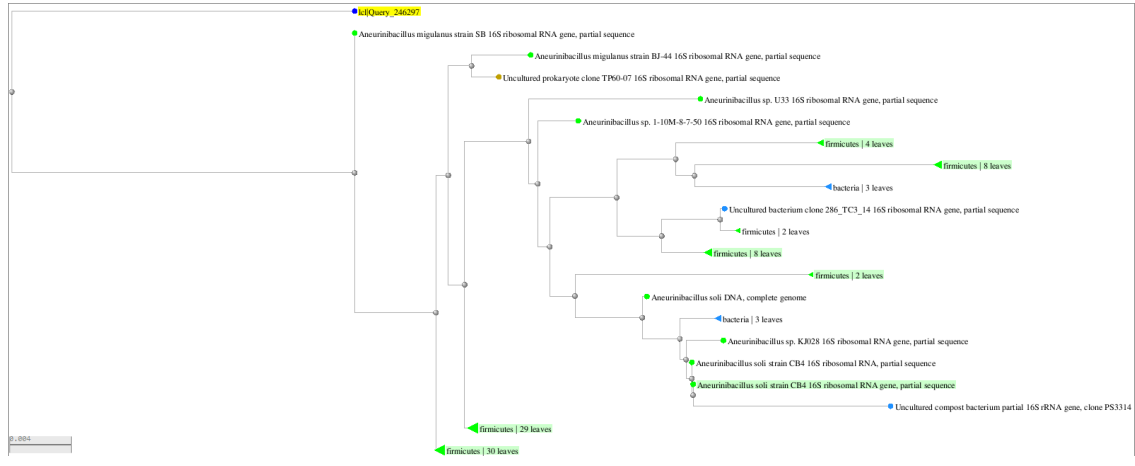 lcl|Query_246297
Aneurinibacillus migulanus strain SB 16S ribosomal RNA gene, partial sequence
Aneurinibacillus migulanus strain BJ-44 16S ribosomal RNA gene, partial sequence
Uncultured prokaryote clone TP60-07 16S ribosomal RNA gene, partial sequence
Aneurinibacillus sp. U33 16S ribosomal RNA gene, partial sequence
Aneurinibacillus sp. 1-10M-8-7-50 16S ribosomal RNA gene, partial sequence
firmicutes | 4 leaves
firmicutes | 8 leaves
bacteria | 3 leaves
Uncultured bacterium clone 286_TC3_14 16S ribosomal RNA gene, partial sequence
firmicutes | 2 leaves
firmicutes | 8 leaves
firmicutes | 2 leaves
Aneurinibacillus soli DNA, complete genome
bacteria | 3 leaves
Aneurinibacillus sp. KJ028 16S ribosomal RNA gene, partial sequence
Aneurinibacillus soli strain CB4 16S ribosomal RNA, partial sequence
Aneurinibacillus soli strain CB4 16S ribosomal RNA gene, partial sequence
Uncultured compost bacterium partial 16S rRNA gene, clone PS3314
firmicutes | 29 leaves
0.004
firmicutes | 30 leaves